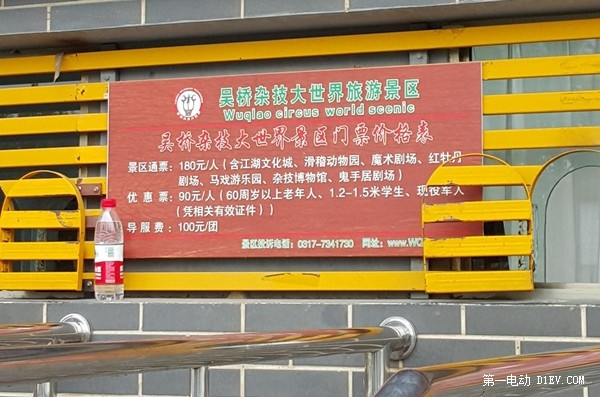 吴桥杂技大世界旅游景区
Wuqiao circus world scenic
吴桥杂技大世界景区门票价格表
景区通票：180元/人（含江湖文化城、滑稽动物园、魔术剧场、红牡丹
剧场、马戏游乐园、杂技博物馆、鬼手居剧场）
优 惠 票：90元/人（60周岁以上老年人、1.2-1.5米学生、现役军人
（凭相关有效证件））
导 服 费：100元/团
景区投诉电话：0317-7341730 网址：www.WQ
第一电动 D1EV.COM